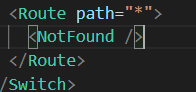 <Route path="*">
<NotFound />
</Route>
/Switch>